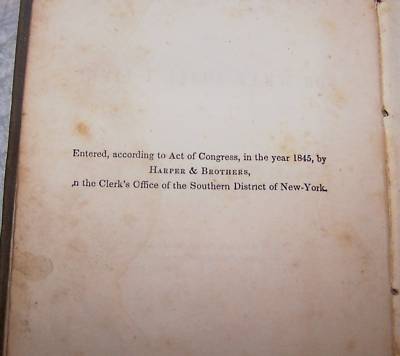 Entered, according to Act of Congress, in the year 1845, by
HARPER & BROTHERS,
n the Clerk's Office of the Southern District of New-York.